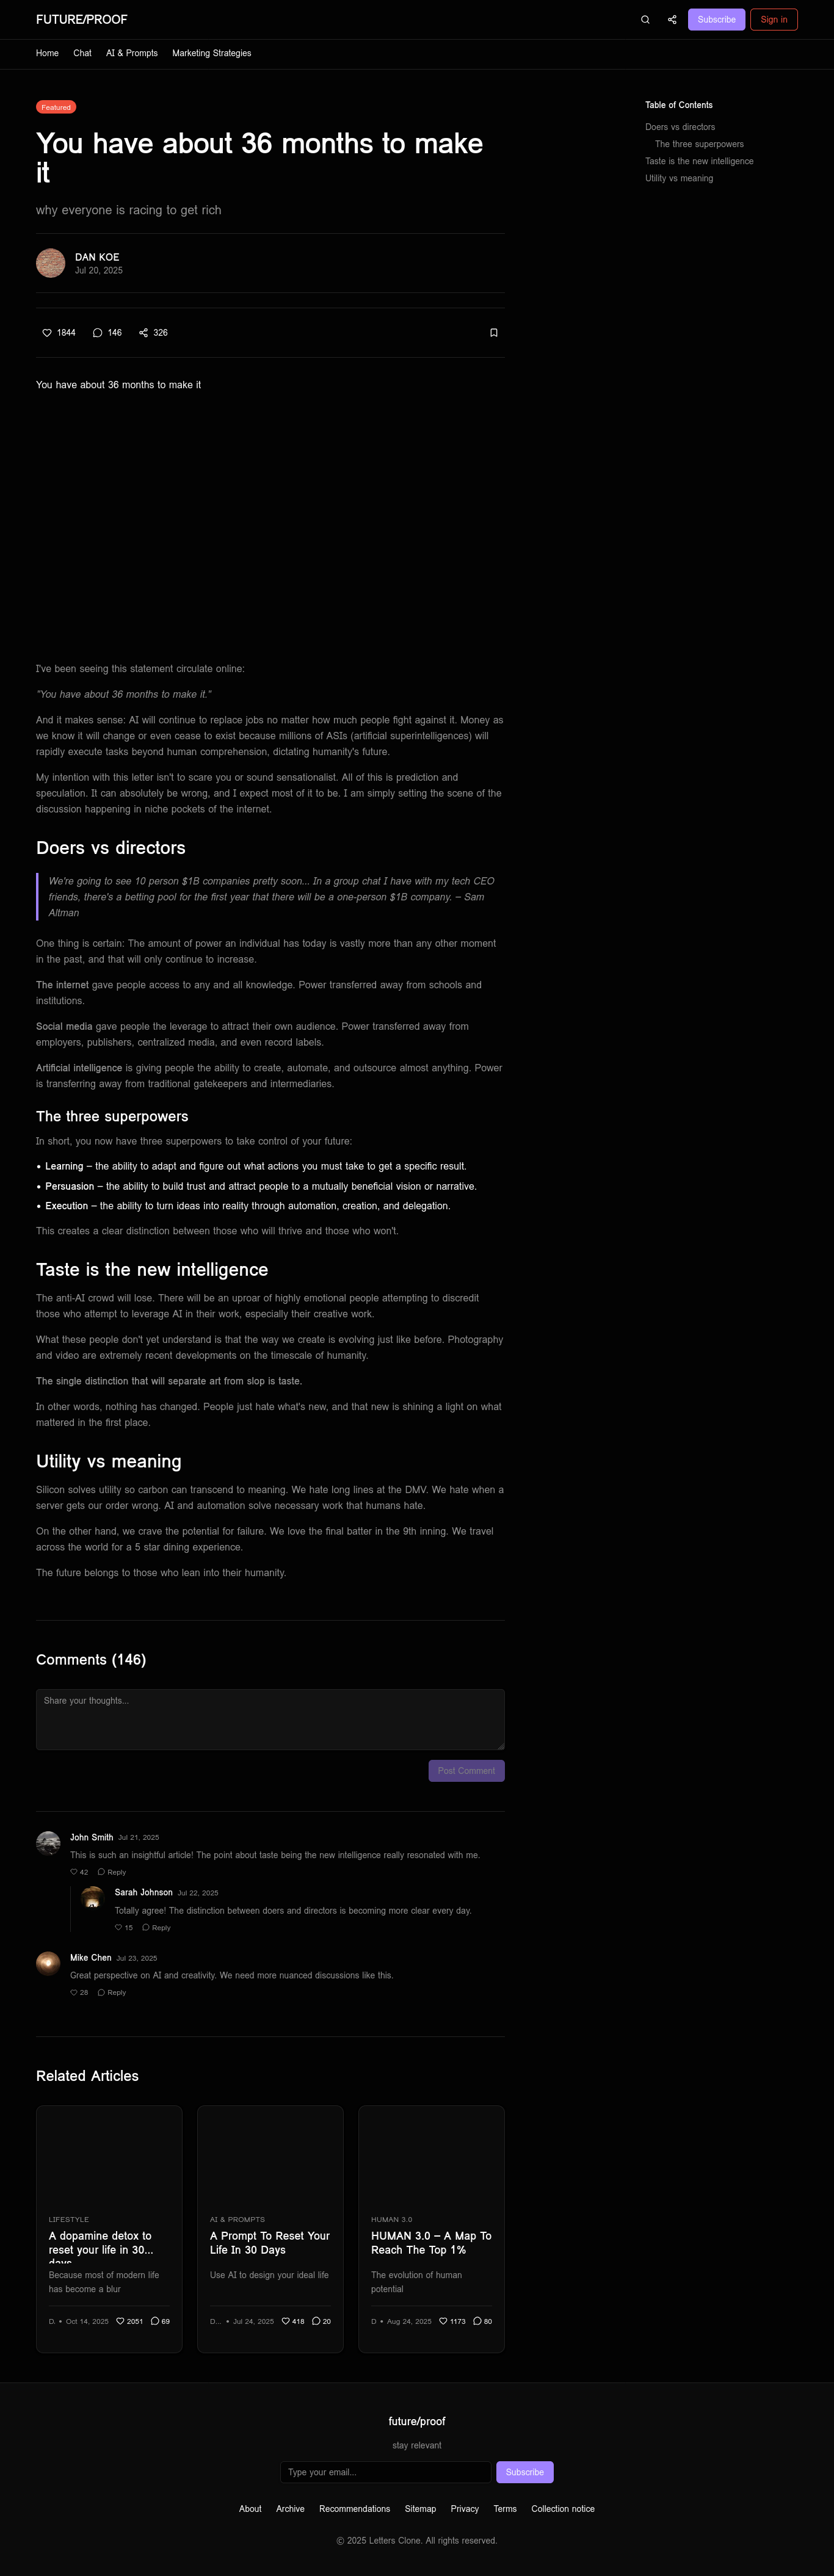 FUTURE/PROOF
Subscribe
Sign in
Home
Chat
AI & Prompts
Marketing Strategies
Featured
You have about 36 months to make
it
why everyone is racing to get rich
DAN KOE
Jul 20, 2025
1844
146
326
Table of Contents
Doers vs directors
The three superpowers
Taste is the new intelligence
Utility vs meaning
You have about 36 months to make it
I've been seeing this statement circulate online:
"You have about 36 months to make it."
And it makes sense: AI will continue to replace jobs no matter how much people fight against it. Money as
we know it will change or even cease to exist because millions of ASIs (artificial superintelligences) will
rapidly execute tasks beyond human comprehension, dictating humanity's future.
My intention with this letter isn't to scare you or sound sensationalist. All of this is prediction and
speculation. It can absolutely be wrong, and I expect most of it to be. I am simply setting the scene of the
discussion happening in niche pockets of the internet.
Doers vs directors
We're going to see 10 person $1B companies pretty soon... In a group chat I have with my tech CEO
friends, there's a betting pool for the first year that there will be a one-person $1B company. – Sam
Altman
One thing is certain: The amount of power an individual has today is vastly more than any other moment
in the past, and that will only continue to increase.
The internet gave people access to any and all knowledge. Power transferred away from schools and
institutions.
Social media gave people the leverage to attract their own audience. Power transferred away from
employers, publishers, centralized media, and even record labels.
Artificial intelligence is giving people the ability to create, automate, and outsource almost anything. Power
is transferring away from traditional gatekeepers and intermediaries.
The three superpowers
In short, you now have three superpowers to take control of your future:
• Learning – the ability to adapt and figure out what actions you must take to get a specific result.
• Persuasion – the ability to build trust and attract people to a mutually beneficial vision or narrative.
• Execution – the ability to turn ideas into reality through automation, creation, and delegation.
This creates a clear distinction between those who will thrive and those who won't.
Taste is the new intelligence
The anti-AI crowd will lose. There will be an uproar of highly emotional people attempting to discredit
those who attempt to leverage AI in their work, especially their creative work.
What these people don't yet understand is that the way we create is evolving just like before. Photography
and video are extremely recent developments on the timescale of humanity.
The single distinction that will separate art from slop is taste.
In other words, nothing has changed. People just hate what's new, and that new is shining a light on what
mattered in the first place.
Utility vs meaning
Silicon solves utility so carbon can transcend to meaning. We hate long lines at the DMV. We hate when a
server gets our order wrong. AI and automation solve necessary work that humans hate.
On the other hand, we crave the potential for failure. We love the final batter in the 9th inning. We travel
across the world for a 5 star dining experience.
The future belongs to those who lean into their humanity.
Comments (146)
Share your thoughts...
Post Comment
John Smith Jul 21, 2025
This is such an insightful article! The point about taste being the new intelligence really resonated with me.
42 Reply
Sarah Johnson Jul 22, 2025
Totally agree! The distinction between doers and directors is becoming more clear every day.
15 Reply
Mike Chen Jul 23, 2025
Great perspective on AI and creativity. We need more nuanced discussions like this.
28 Reply
Related Articles
LIFESTYLE
A dopamine detox to
reset your life in 30...
days
Because most of modern life
has become a blur
D. • Oct 14, 2025 2051 69
AI & PROMPTS
A Prompt To Reset Your
Life In 30 Days
Use AI to design your ideal life
D... • Jul 24, 2025 418 20
HUMAN 3.0
HUMAN 3.0 – A Map To
Reach The Top 1%
The evolution of human
potential
D • Aug 24, 2025 1173 80
future/proof
stay relevant
Type your email...
Subscribe
About
Archive
Recommendations
Sitemap
Privacy
Terms
Collection notice
© 2025 Letters Clone. All rights reserved.